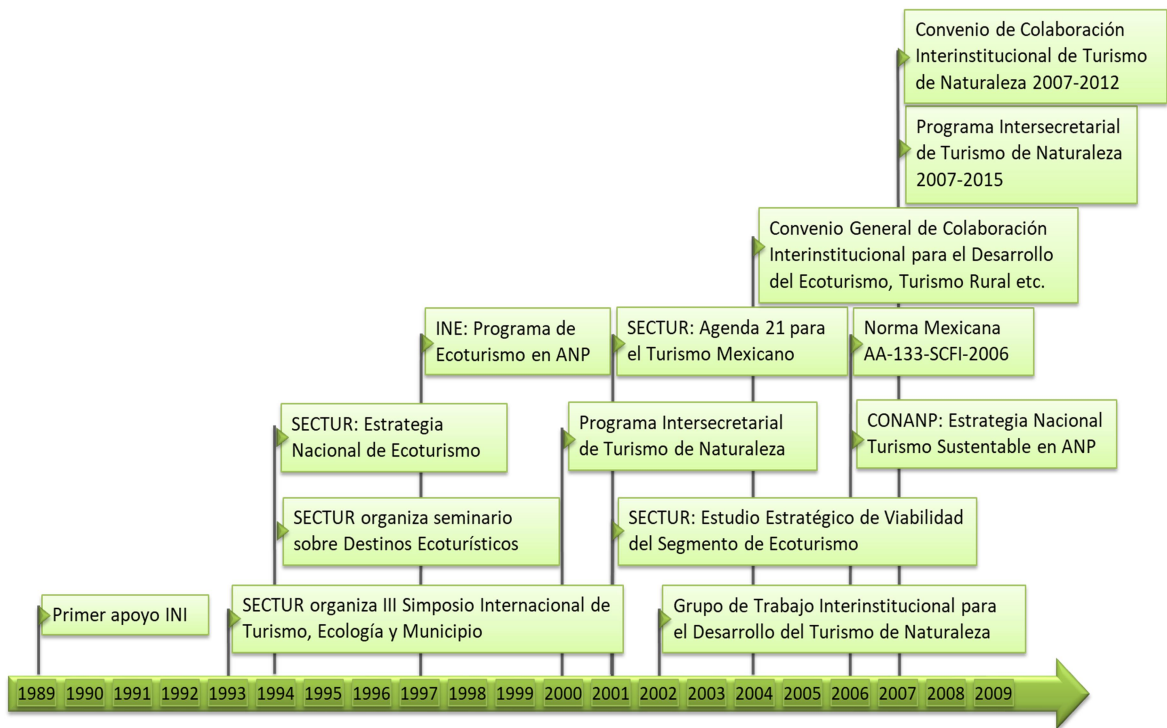 Convenio de Colaboración
Interinstitucional de Turismo
de Naturaleza 2007-2012
Programa Intersecretarial
de Turismo de Naturaleza
2007-2015
Convenio General de Colaboración
Interinstitucional para el Desarrollo
del Ecoturismo, Turismo Rural etc.
INE: Programa de
Ecoturismo en ANP
SECTUR: Agenda 21 para
el Turismo Mexicano
Norma Mexicana
AA-133-SCFI-2006
SECTUR: Estrategia
Nacional de Ecoturismo
Programa Intersecretarial
de Turismo de Naturaleza
CONANP: Estrategia Nacional
Turismo Sustentable en ANP
SECTUR organiza seminario
sobre Destinos Ecoturísticos
SECTUR: Estudio Estratégico de Viabilidad
del Segmento de Ecoturismo
Primer apoyo INI
SECTUR organiza III Simposio Internacional de
Turismo, Ecología y Municipio
Grupo de Trabajo Interinstitucional para
el Desarrollo del Turismo de Naturaleza
1989 1990 1991 1992 1993 1994 1995 1996 1997 1998 1999 2000 2001 2002 2003 2004 2005 2006 2007 2008 2009